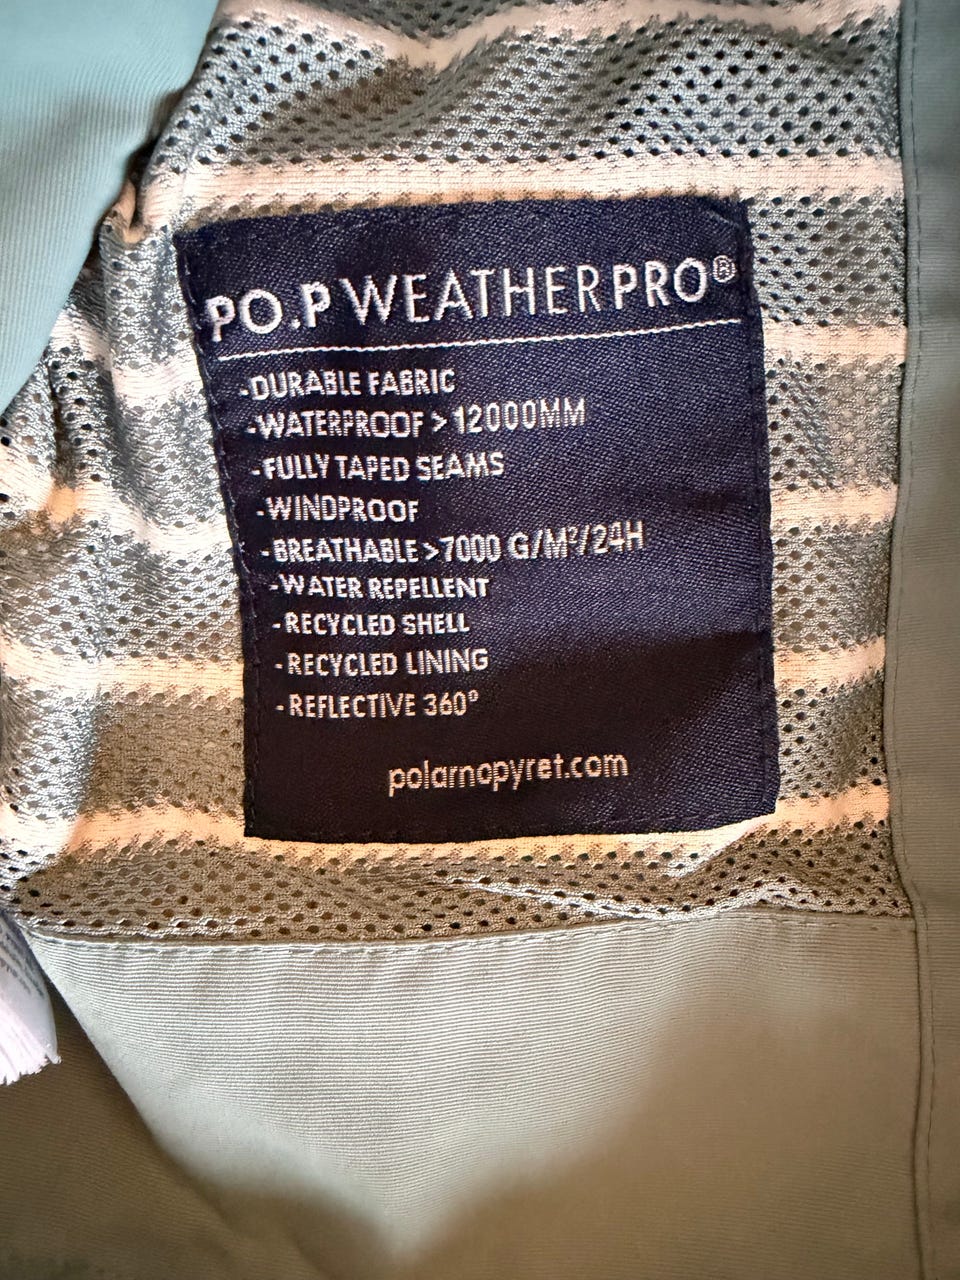 PO.P WEATHERPRO®
-DURABLE FABRIC
-WATERPROOF > 12000MM
-FULLY TAPED SEAMS
-WINDPROOF
-BREATHABLE >7000 G/M²/24H
-WATER REPELLENT
-RECYCLED SHELL
-RECYCLED LINING
-REFLECTIVE 360°
polarnopyret.com